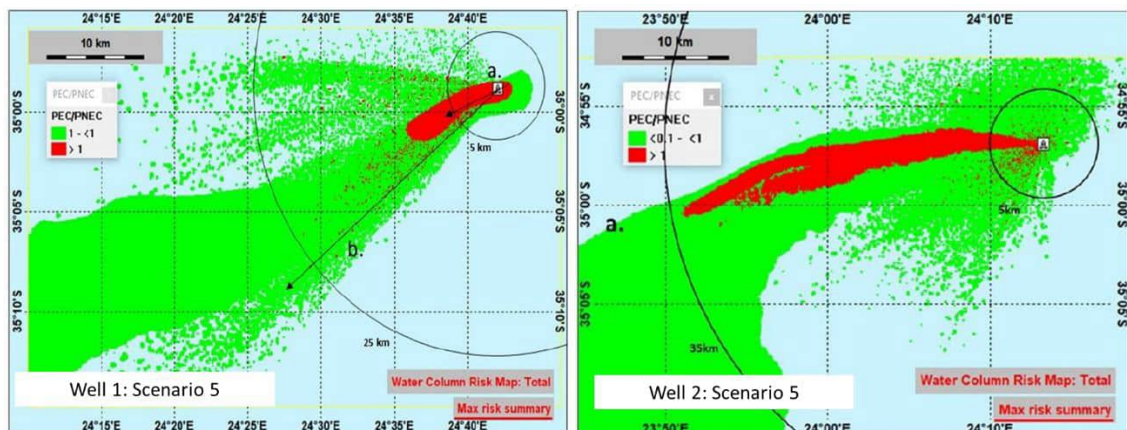 24°15'E 24°20'E 24°25'E 24°30'E 24°35'E 24°40'E
10 km
PEC/PNEC
PEC/PNEC
1 - <1
> 1
a.
5 km
b.
25 km
35°00'S
35°05'S
35°10'S
35°00'S
35°05'S
35°10'S
Well 1: Scenario 5
Water Column Risk Map: Total
Max risk summary
24°15'E 24°20'E 24°25'E 24°30'E 24°35'E 24°40'E
23°50'E 24°00'E 24°10'E
10 km
PEC/PNEC x
PEC/PNEC
<0.1 - <1
> 1
5km
a.
35km
34°55'S
35°00'S
35°05'S
34°55'S
35°00'S
35°05'S
Well 2: Scenario 5
Water Column Risk Map: Total
Max risk summary
23°50'E 24°00'E 24°10'E